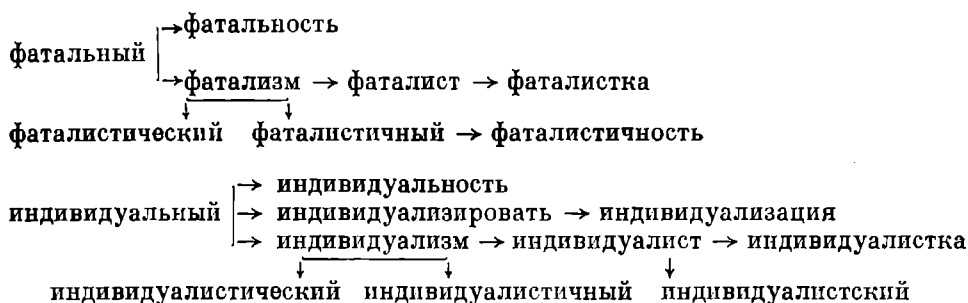 →фатальность
фатальный
→фатализм → фаталист → фаталистка
фаталистический фаталистичный → фаталистичность
→ индивидуальность
индивидуальный → индивидуализировать → индивидуализация
→ индивидуализм → индивидуалист → индивидуалистка
индивидуалистический индивидуалистичный индивидуалистский